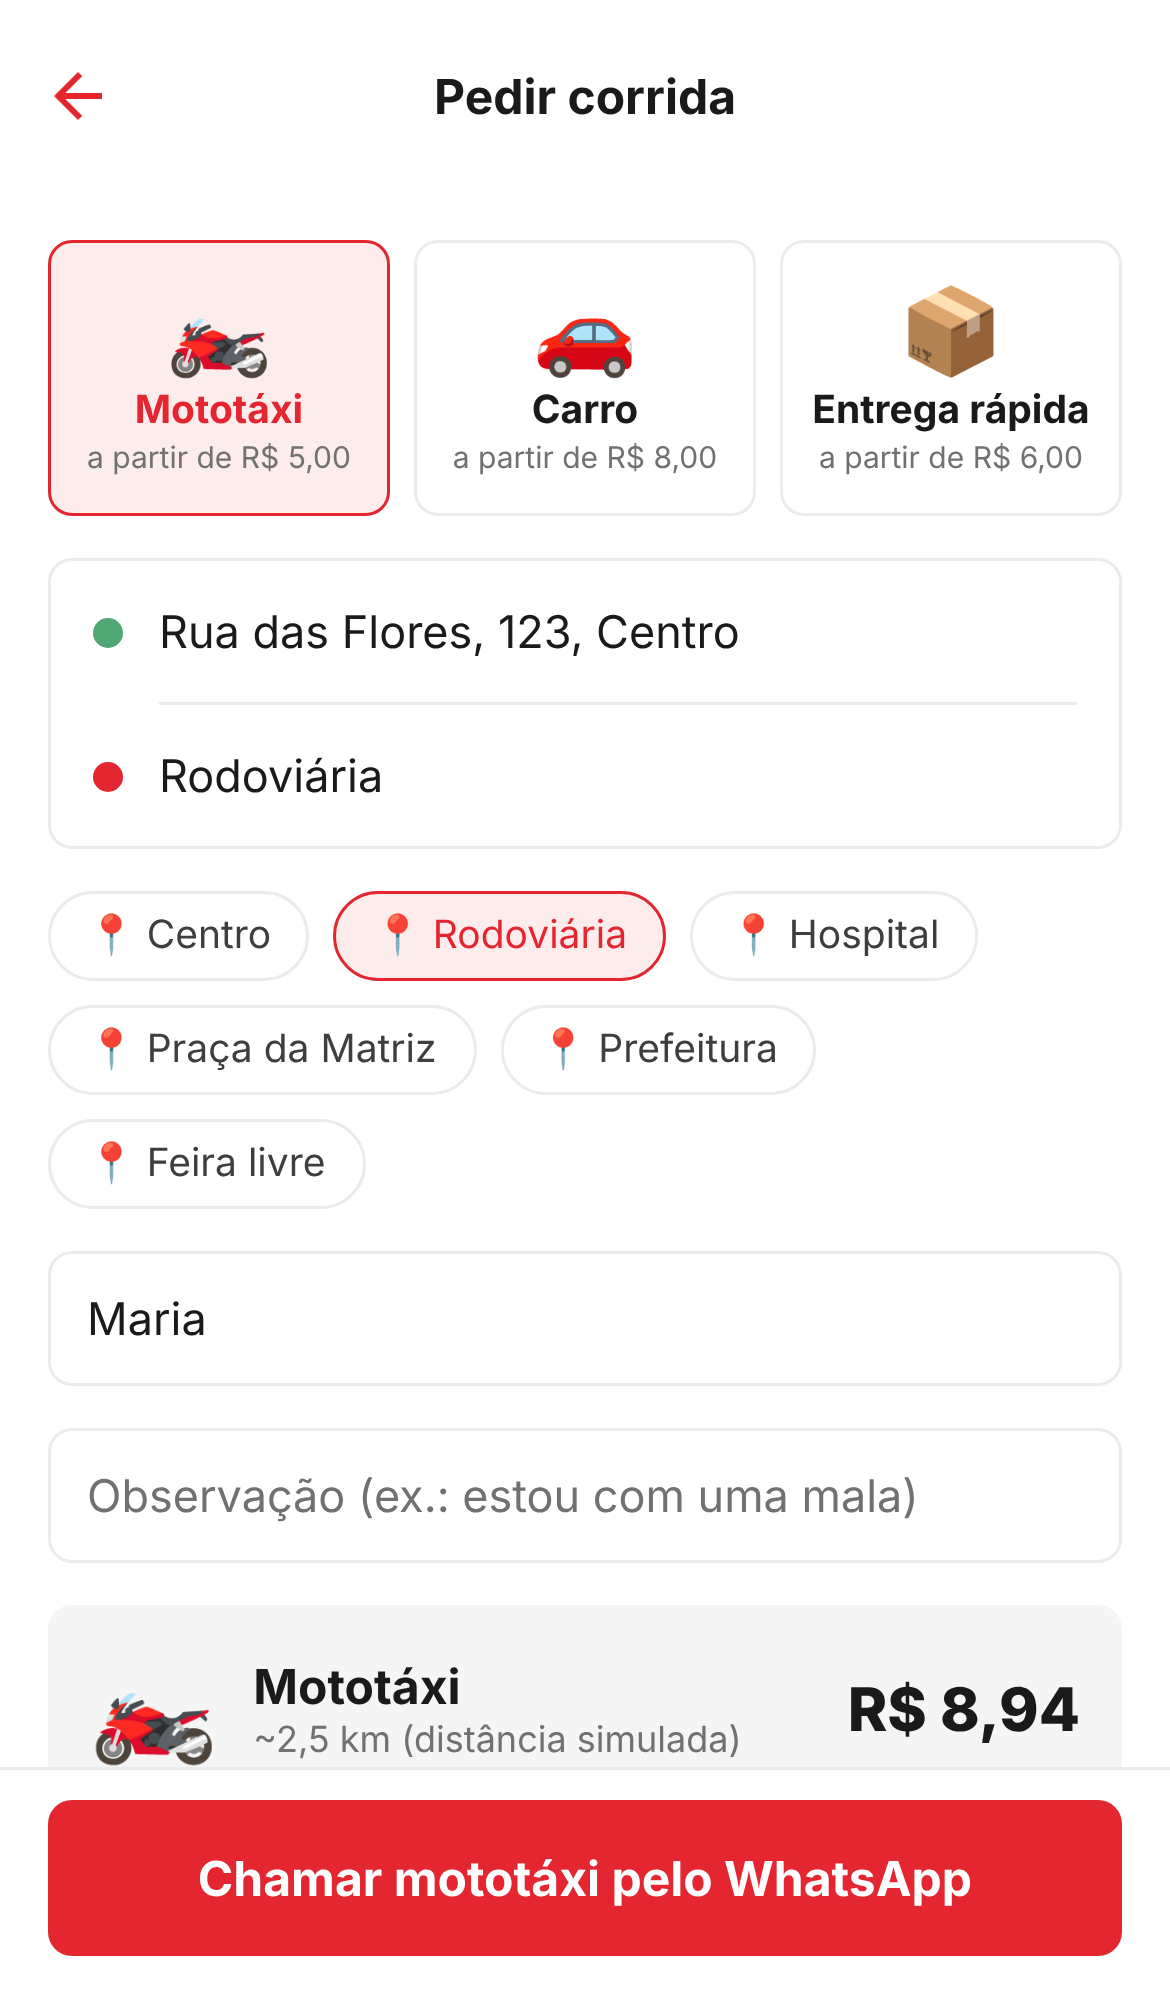 Pedir corrida
Mototáxi
a partir de R$ 5,00
Carro
a partir de R$ 8,00
Entrega rápida
a partir de R$ 6,00
Rua das Flores, 123, Centro
Rodoviária
Centro
Rodoviária
Hospital
Praça da Matriz
Prefeitura
Feira livre
Maria
Observação (ex.: estou com uma mala)
Mototáxi
~2,5 km (distância simulada)
R$ 8,94
Chamar mototáxi pelo WhatsApp